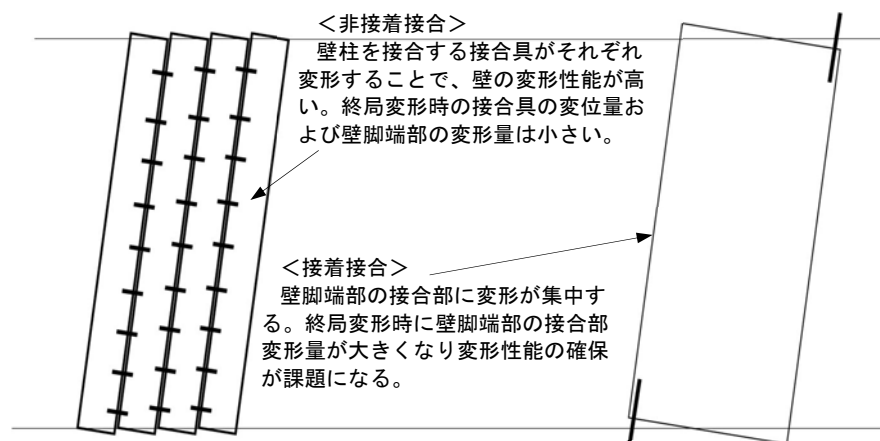 ＜非接着接合＞
壁柱を接合する接合具がそれぞれ
変形することで、壁の変形性能が高
い。終局変形時の接合具の変位量お
よび壁脚端部の変形量は小さい。
＜接着接合＞
壁脚端部の接合部に変形が集中す
る。終局変形時に壁脚端部の接合部
変形量が大きくなり変形性能の確保
が課題になる。